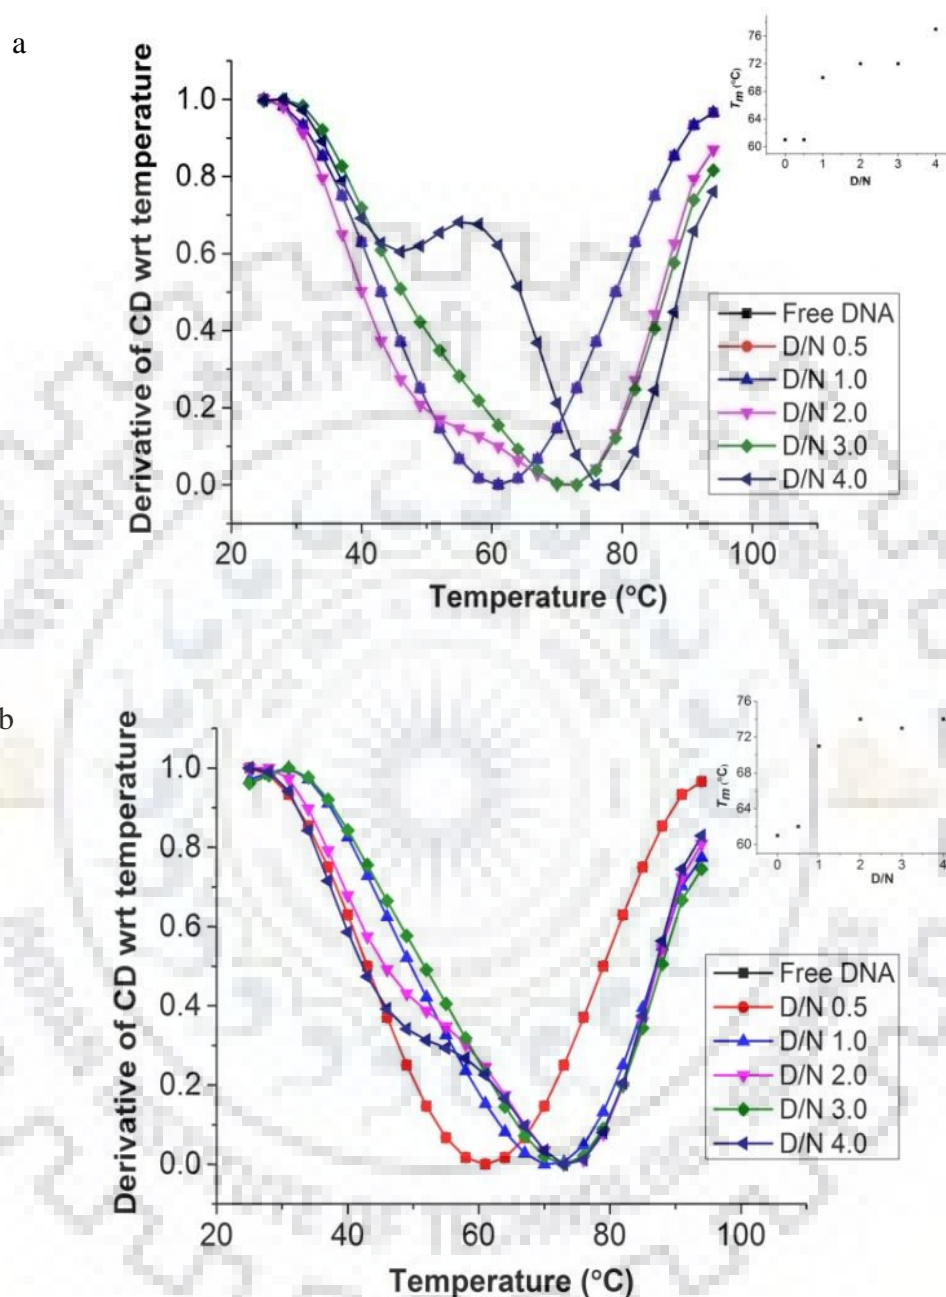 a
Derivative of CD wrt temperature
1.0
0.8
0.6
0.4
0.2
0.0
20
40
60
80
100
Temperature (°C)
Free DNA
D/N 0.5
D/N 1.0
D/N 2.0
D/N 3.0
D/N 4.0
Tm (°C)
76
72
68
64
60
0
1
2
3
4
D/N
b
Derivative of CD wrt temperature
1.0
0.8
0.6
0.4
0.2
0.0
20
40
60
80
100
Temperature (°C)
Free DNA
D/N 0.5
D/N 1.0
D/N 2.0
D/N 3.0
D/N 4.0
Tm (°C)
76
72
68
64
60
0
1
2
3
4
D/N